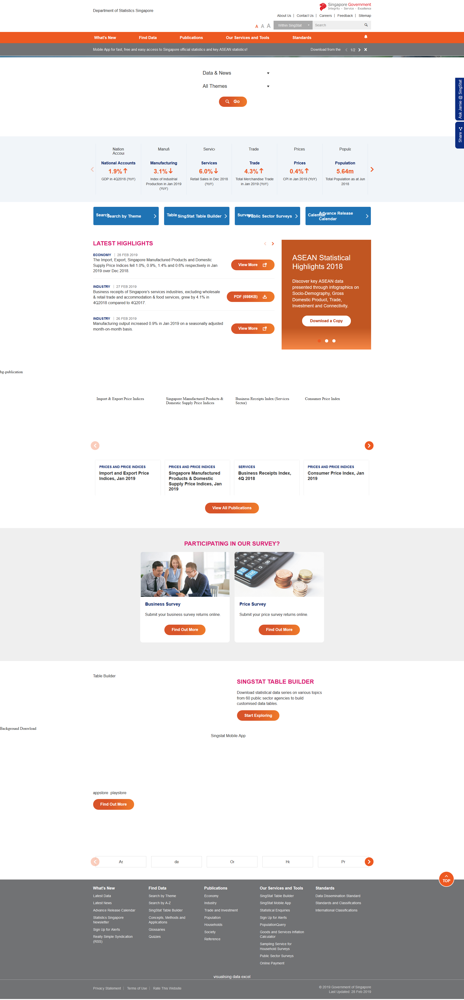 Department of Statistics Singapore
Singapore Government
Integrity · Service · Excellence
About Us | Contact Us | Careers | Feedback | Sitemap
A A A
Within SingStat
Search
What's New
Find Data
Publications
Our Services and Tools
Standards
Mobile App for fast, free and easy access to Singapore official statistics and key ASEAN statistics!
Download from the
1/2
Data & News
All Themes
Go
Ask Jamie @ SingStat
Share
Nation
Accou
National Accounts
1.9%
GDP in 4Q2018 (YoY)
Manuf
Manufacturing
3.1%
Index of Industrial
Production in Jan 2019
(YoY)
Servic
Services
6.0%
Retail Sales in Dec 2018
(YoY)
Trade
Trade
4.3%
Total Merchandise Trade
in Jan 2019 (YoY)
Prices
Prices
0.4%
CPI in Jan 2019 (YoY)
Popula
Population
5.64m
Total Population as at Jun
2018
Search
Search by Theme
Table
SingStat Table Builder
Surveys
Public Sector Surveys
Calendar
Advance Release
Calendar
LATEST HIGHLIGHTS
ECONOMY | 28 FEB 2019
The Import, Export, Singapore Manufactured Products and Domestic
Supply Price Indices fell 1.0%, 0.9%, 1.4% and 0.6% respectively in Jan
2019 over Dec 2018.
View More
INDUSTRY | 27 FEB 2019
Business receipts of Singapore's services industries, excluding wholesale
& retail trade and accommodation & food services, grew by 4.1% in
4Q2018 compared to 4Q2017.
PDF (698KB)
INDUSTRY | 26 FEB 2019
Manufacturing output increased 0.9% in Jan 2019 on a seasonally adjusted
month-on-month basis.
View More
ASEAN Statistical
Highlights 2018
Discover key ASEAN data
presented through infographics on
Socio-Demography, Gross
Domestic Product, Trade,
Investment and Connectivity.
Download a Copy
bg-publication
Import & Export Price Indices
Singapore Manufactured Products &
Domestic Supply Price Indices
Business Receipts Index (Services
Sector)
Consumer Price Index
PRICES AND PRICE INDICES
Import and Export Price
Indices, Jan 2019
PRICES AND PRICE INDICES
Singapore Manufactured
Products & Domestic
Supply Price Indices, Jan
2019
SERVICES
Business Receipts Index,
4Q 2018
PRICES AND PRICE INDICES
Consumer Price Index, Jan
2019
View All Publications
PARTICIPATING IN OUR SURVEY?
Business Survey
Submit your business survey returns online.
Find Out More
Price Survey
Submit your price survey returns online.
Find Out More
Table Builder
SINGSTAT TABLE BUILDER
Download statistical data series on various topics
from 60 public sector agencies to build
customised data tables.
Start Exploring
Background Donwload
Singstat Mobile App
appstore playstore
Find Out More
As
da
Or
Ho
Pr
TOP
What's New
Latest Data
Latest News
Advance Release Calendar
Statistics Singapore
Newsletter
Sign Up for Alerts
Really Simple Syndication
(RSS)
Find Data
Search by Theme
Search by A-Z
SingStat Table Builder
Concepts, Methods and
Applications
Glossaries
Quizzes
Publications
Economy
Industry
Trade and Investment
Population
Households
Society
Reference
Our Services and Tools
SingStat Table Builder
SingStat Mobile App
Statistical Enquiries
Sign Up for Alerts
PopulationQuery
Goods and Services Inflation
Calculator
Sampling Service for
Household Surveys
Public Sector Surveys
Online Payment
Standards
Data Dissemination Standard
Standards and Classifications
International Classifications
visualising data excel
Privacy Statement | Terms of Use | Rate This Website
© 2019 Government of Singapore
Last Updated: 28 Feb 2019